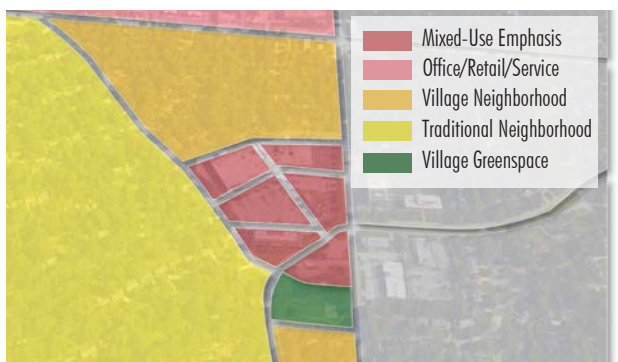 Mixed-Use Emphasis
Office/Retail/Service
Village Neighborhood
Traditional Neighborhood
Village Greenspace